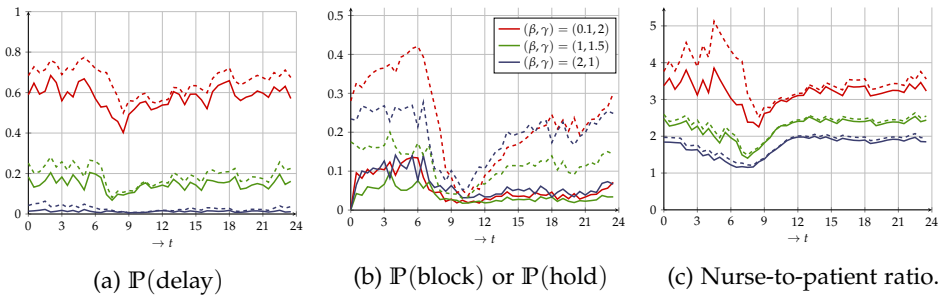 1
0.8
0.6
0.4
0.2
0
0 3 6 9 12 15 18 21 24
→ t
(a) ℙ(delay)
0.5
0.4
0.3
0.2
0.1
0
0 3 6 9 12 15 18 21 24
→ t
(β, γ) = (0.1, 2)
(β, γ) = (1, 1.5)
(β, γ) = (2, 1)
(b) ℙ(block) or ℙ(hold)
5
4
3
2
1
0
0 3 6 9 12 15 18 21 24
→ t
(c) Nurse-to-patient ratio.